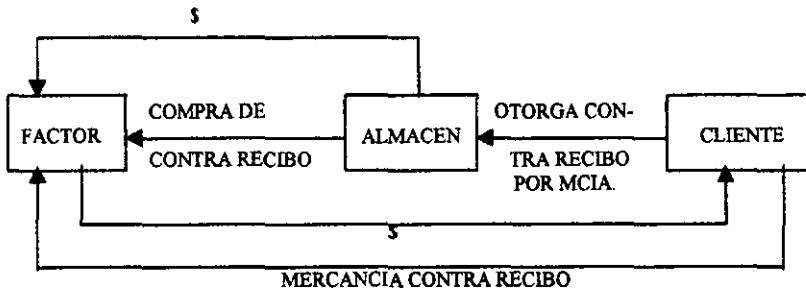 $
COMPRA DE
OTORGA CON-
FACTOR
ALMACEN
CLIENTE
CONTRA RECIBO
TRA RECIBO
POR MCIA.
$
MERCANCIA CONTRA RECIBO